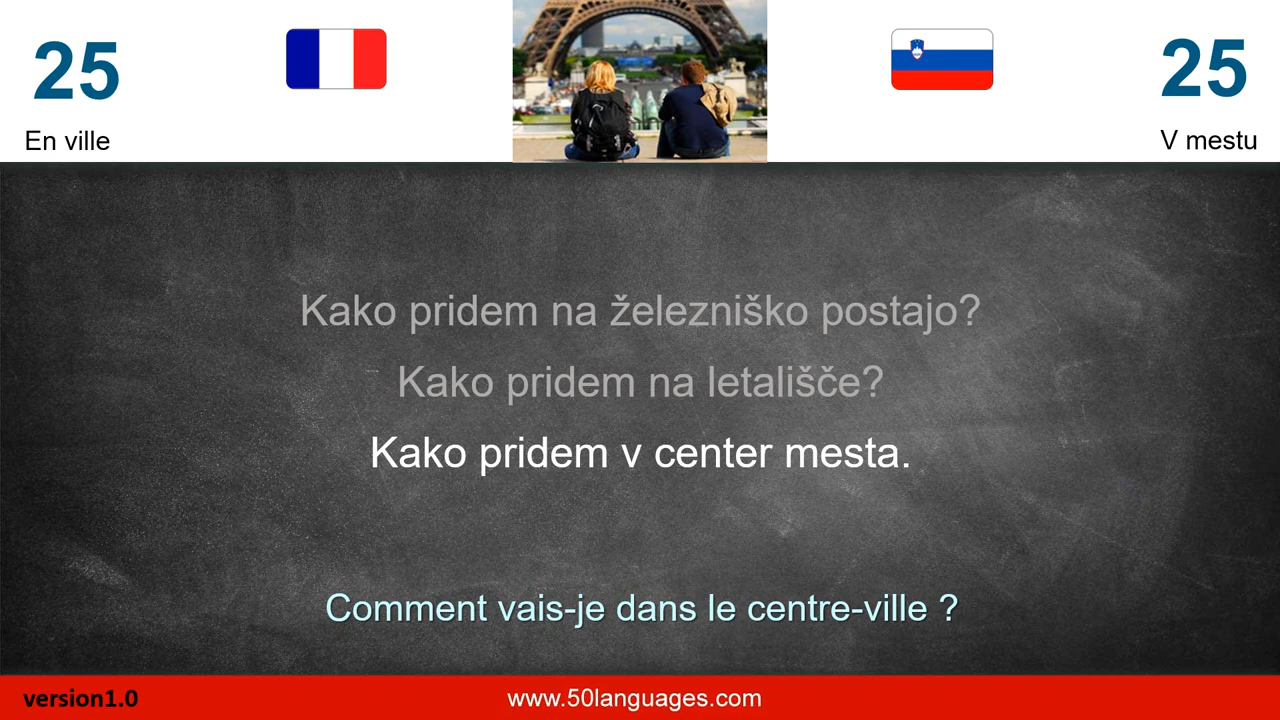 25
25
En ville
V mestu
Kako pridem na železniško postajo?
Kako pridem na letališče?
Kako pridem v center mesta.
Comment vais-je dans le centre-ville ?
version1.0
www.50languages.com